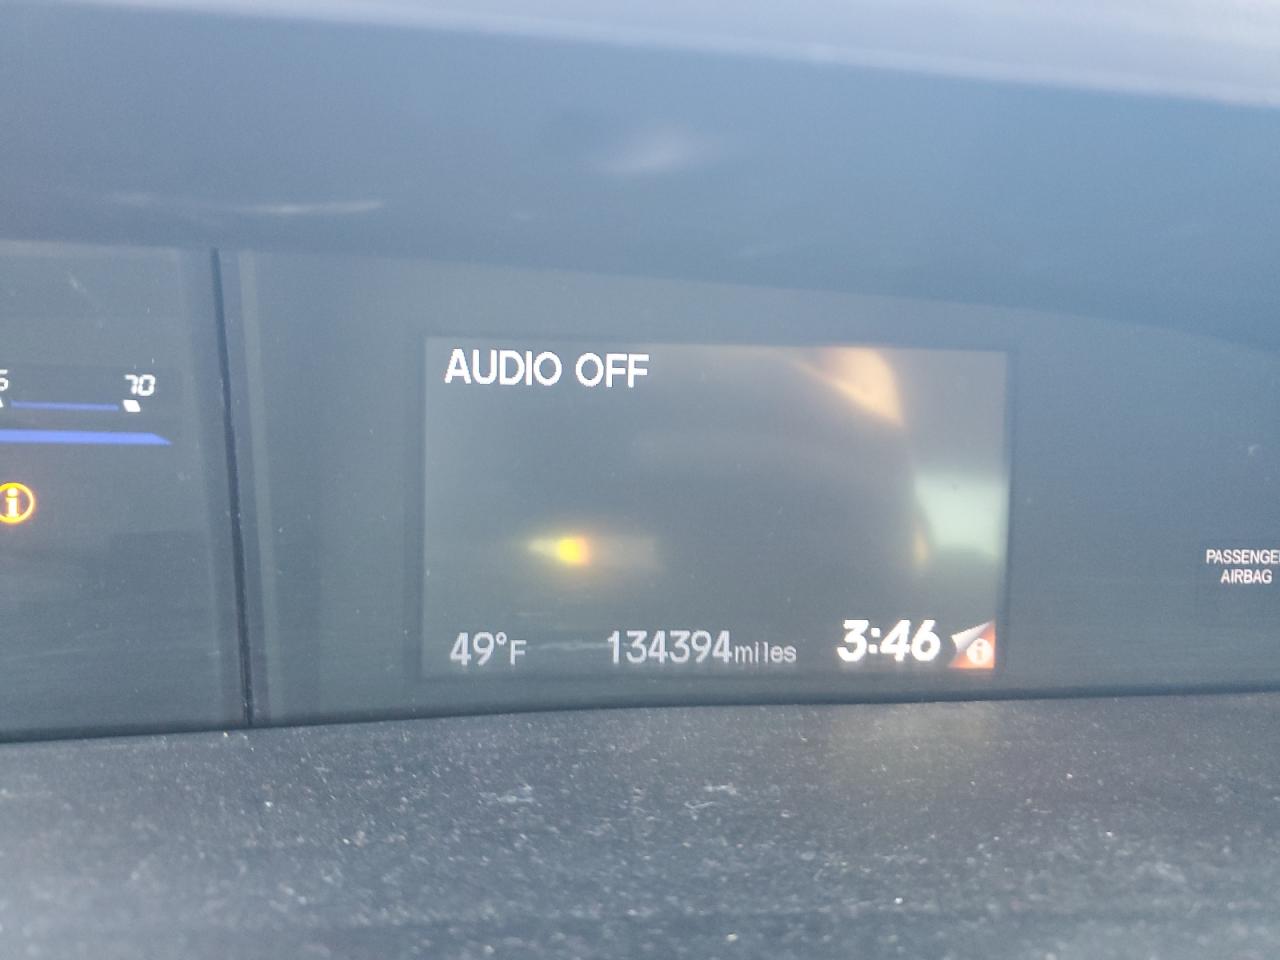 AUDIO OFF
70
49°F 134394miles 3:46
PASSENGER
AIRBAG